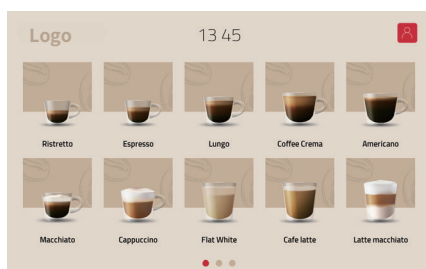 Logo
13 45
Ristretto Espresso Lungo Coffee Crema Americano
Macchiato Cappuccino Flat White Cafe latte Latte macchiato